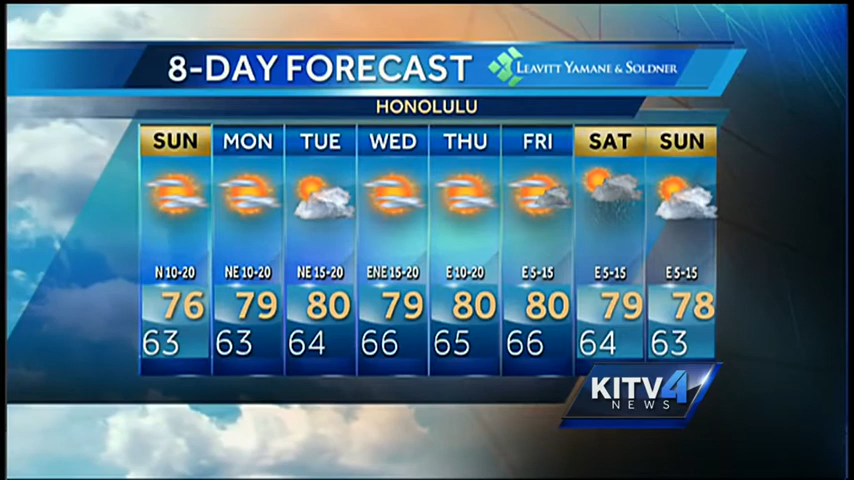 8-DAY FORECAST LEAVITT YAMANE & SOLDNER
HONOLULU
SUN MON TUE WED THU FRI SAT SUN
N 10-20 NE 10-20 NE 15-20 ENE 15-20 E 10-20 E 5-15 E 5-15 E 5-15
76 79 80 79 80 80 79 78
63 63 64 66 65 66 64 63
KITV4
NEWS